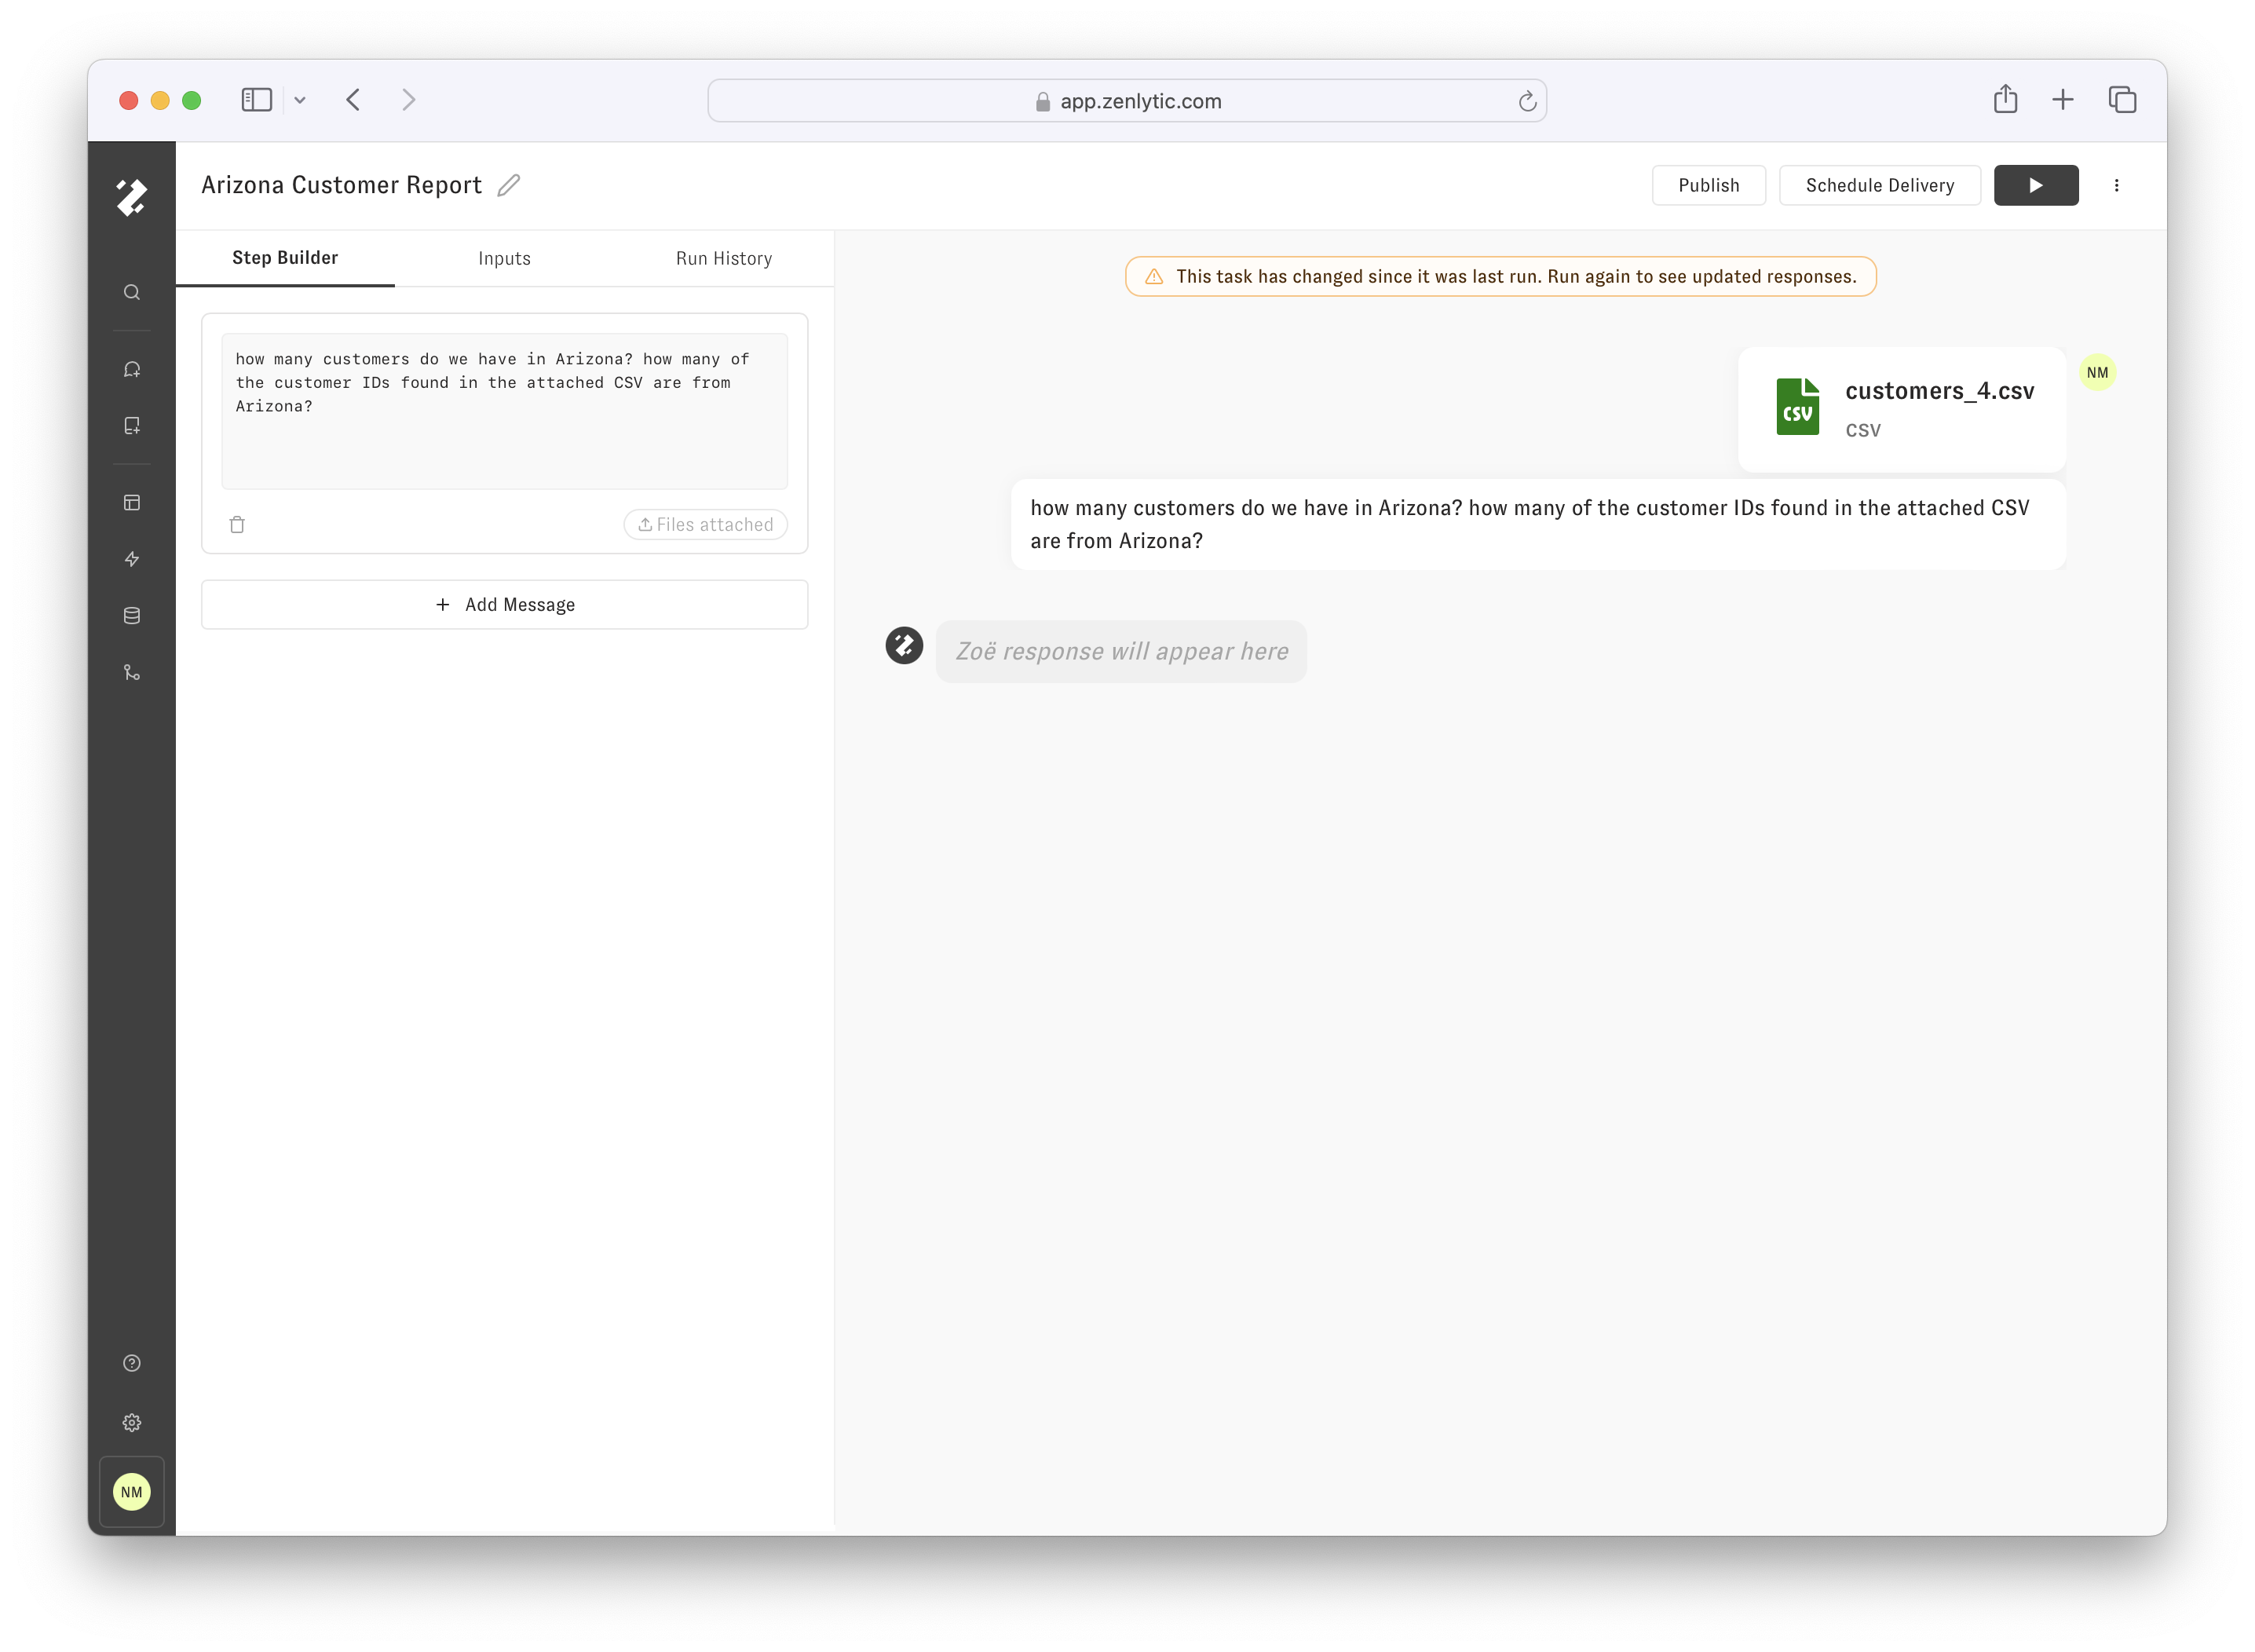 app.zenlytic.com
Arizona Customer Report
Publish
Schedule Delivery
Step Builder
Inputs
Run History
how many customers do we have in Arizona? how many of
the customer IDs found in the attached CSV are from
Arizona?
Files attached
Add Message
This task has changed since it was last run. Run again to see updated responses.
CSV
customers_4.csv
CSV
NM
how many customers do we have in Arizona? how many of the customer IDs found in the attached CSV
are from Arizona?
Zoë response will appear here
NM